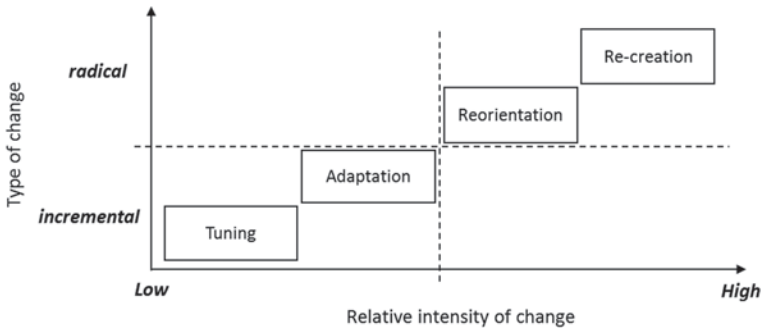 Re-creation
radical
Reorientation
Type of change
Adaptation
incremental
Tuning
Low
High
Relative intensity of change